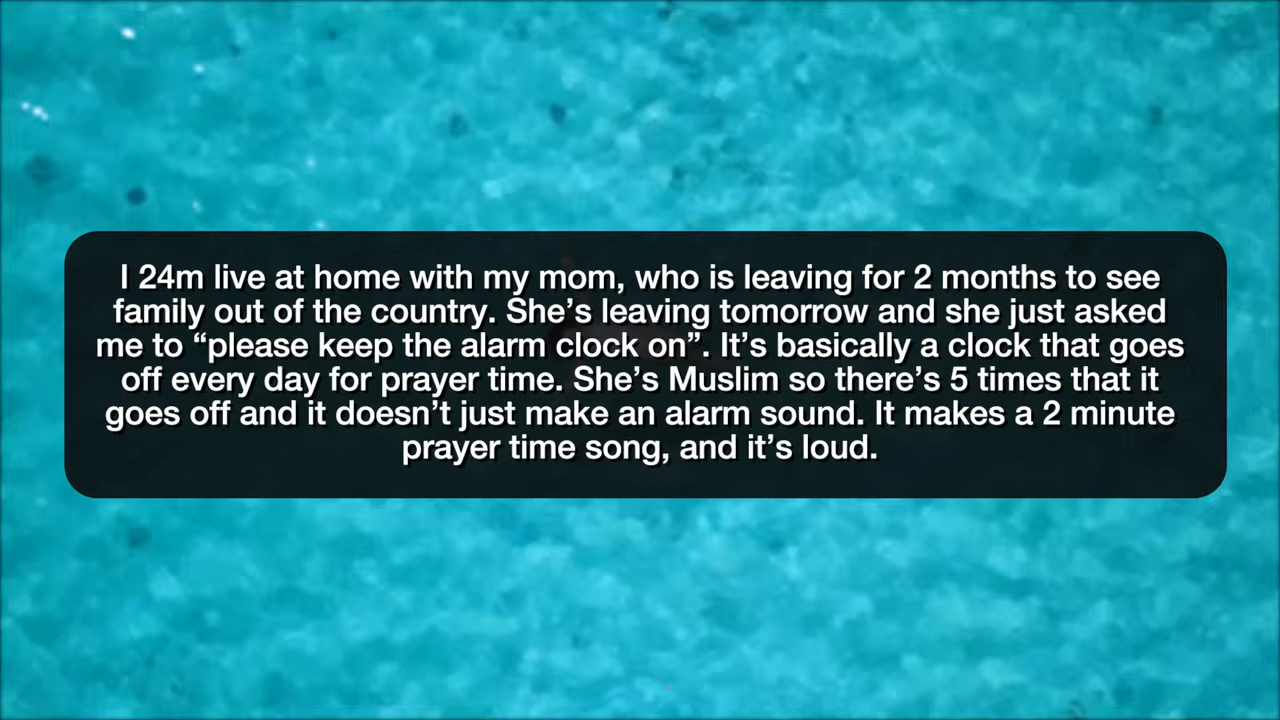 I 24m live at home with my mom, who is leaving for 2 months to see
family out of the country. She’s leaving tomorrow and she just asked
me to “please keep the alarm clock on”. It’s basically a clock that goes
off every day for prayer time. She’s Muslim so there’s 5 times that it
goes off and it doesn’t just make an alarm sound. It makes a 2 minute
prayer time song, and it’s loud.